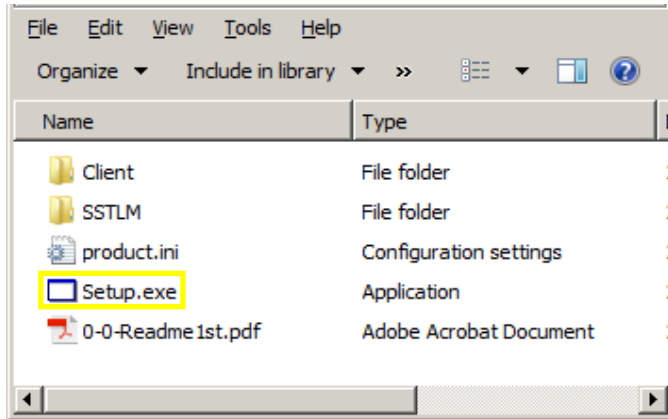 File Edit View Tools Help
Organize Include in library »
Name Type
Client File folder
SSTLM File folder
product.ini Configuration settings
Setup.exe Application
0-0-Readme1st.pdf Adobe Acrobat Document